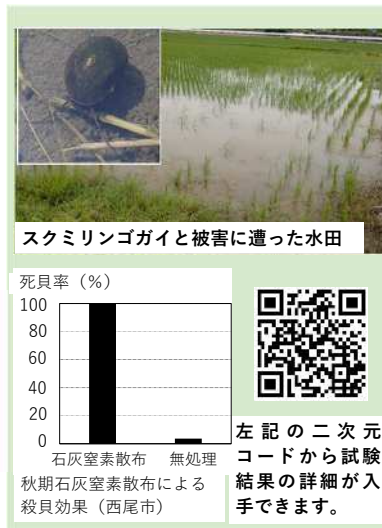 スクミリンゴガイと被害に遭った水田
死貝率（%）
100
80
60
40
20
0
石灰窒素散布
無処理
秋期石灰窒素散布による
殺貝効果（西尾市）
左記の二次元
コードから試験
結果の詳細が入
手できます。